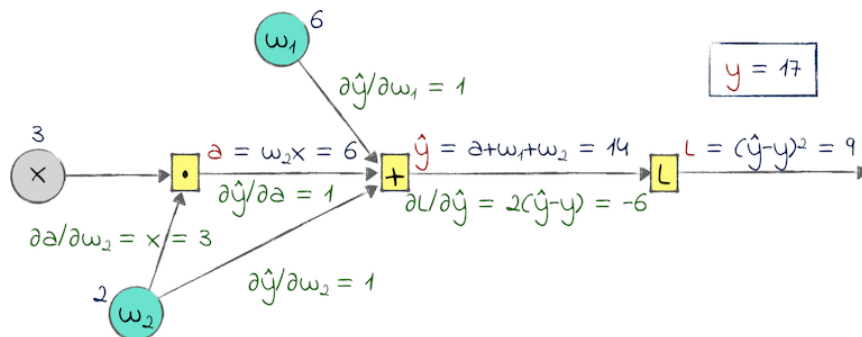 6
ω₁
y = 17
∂ŷ/∂ω₁ = 1
3
x
·
a = ω₂x = 6
∂ŷ/∂a = 1
+
ŷ = a+ω₁+ω₂ = 14
∂L/∂ŷ = 2(ŷ-y) = -6
L
L = (ŷ-y)² = 9
∂a/∂ω₂ = x = 3
∂ŷ/∂ω₂ = 1
2
ω₂